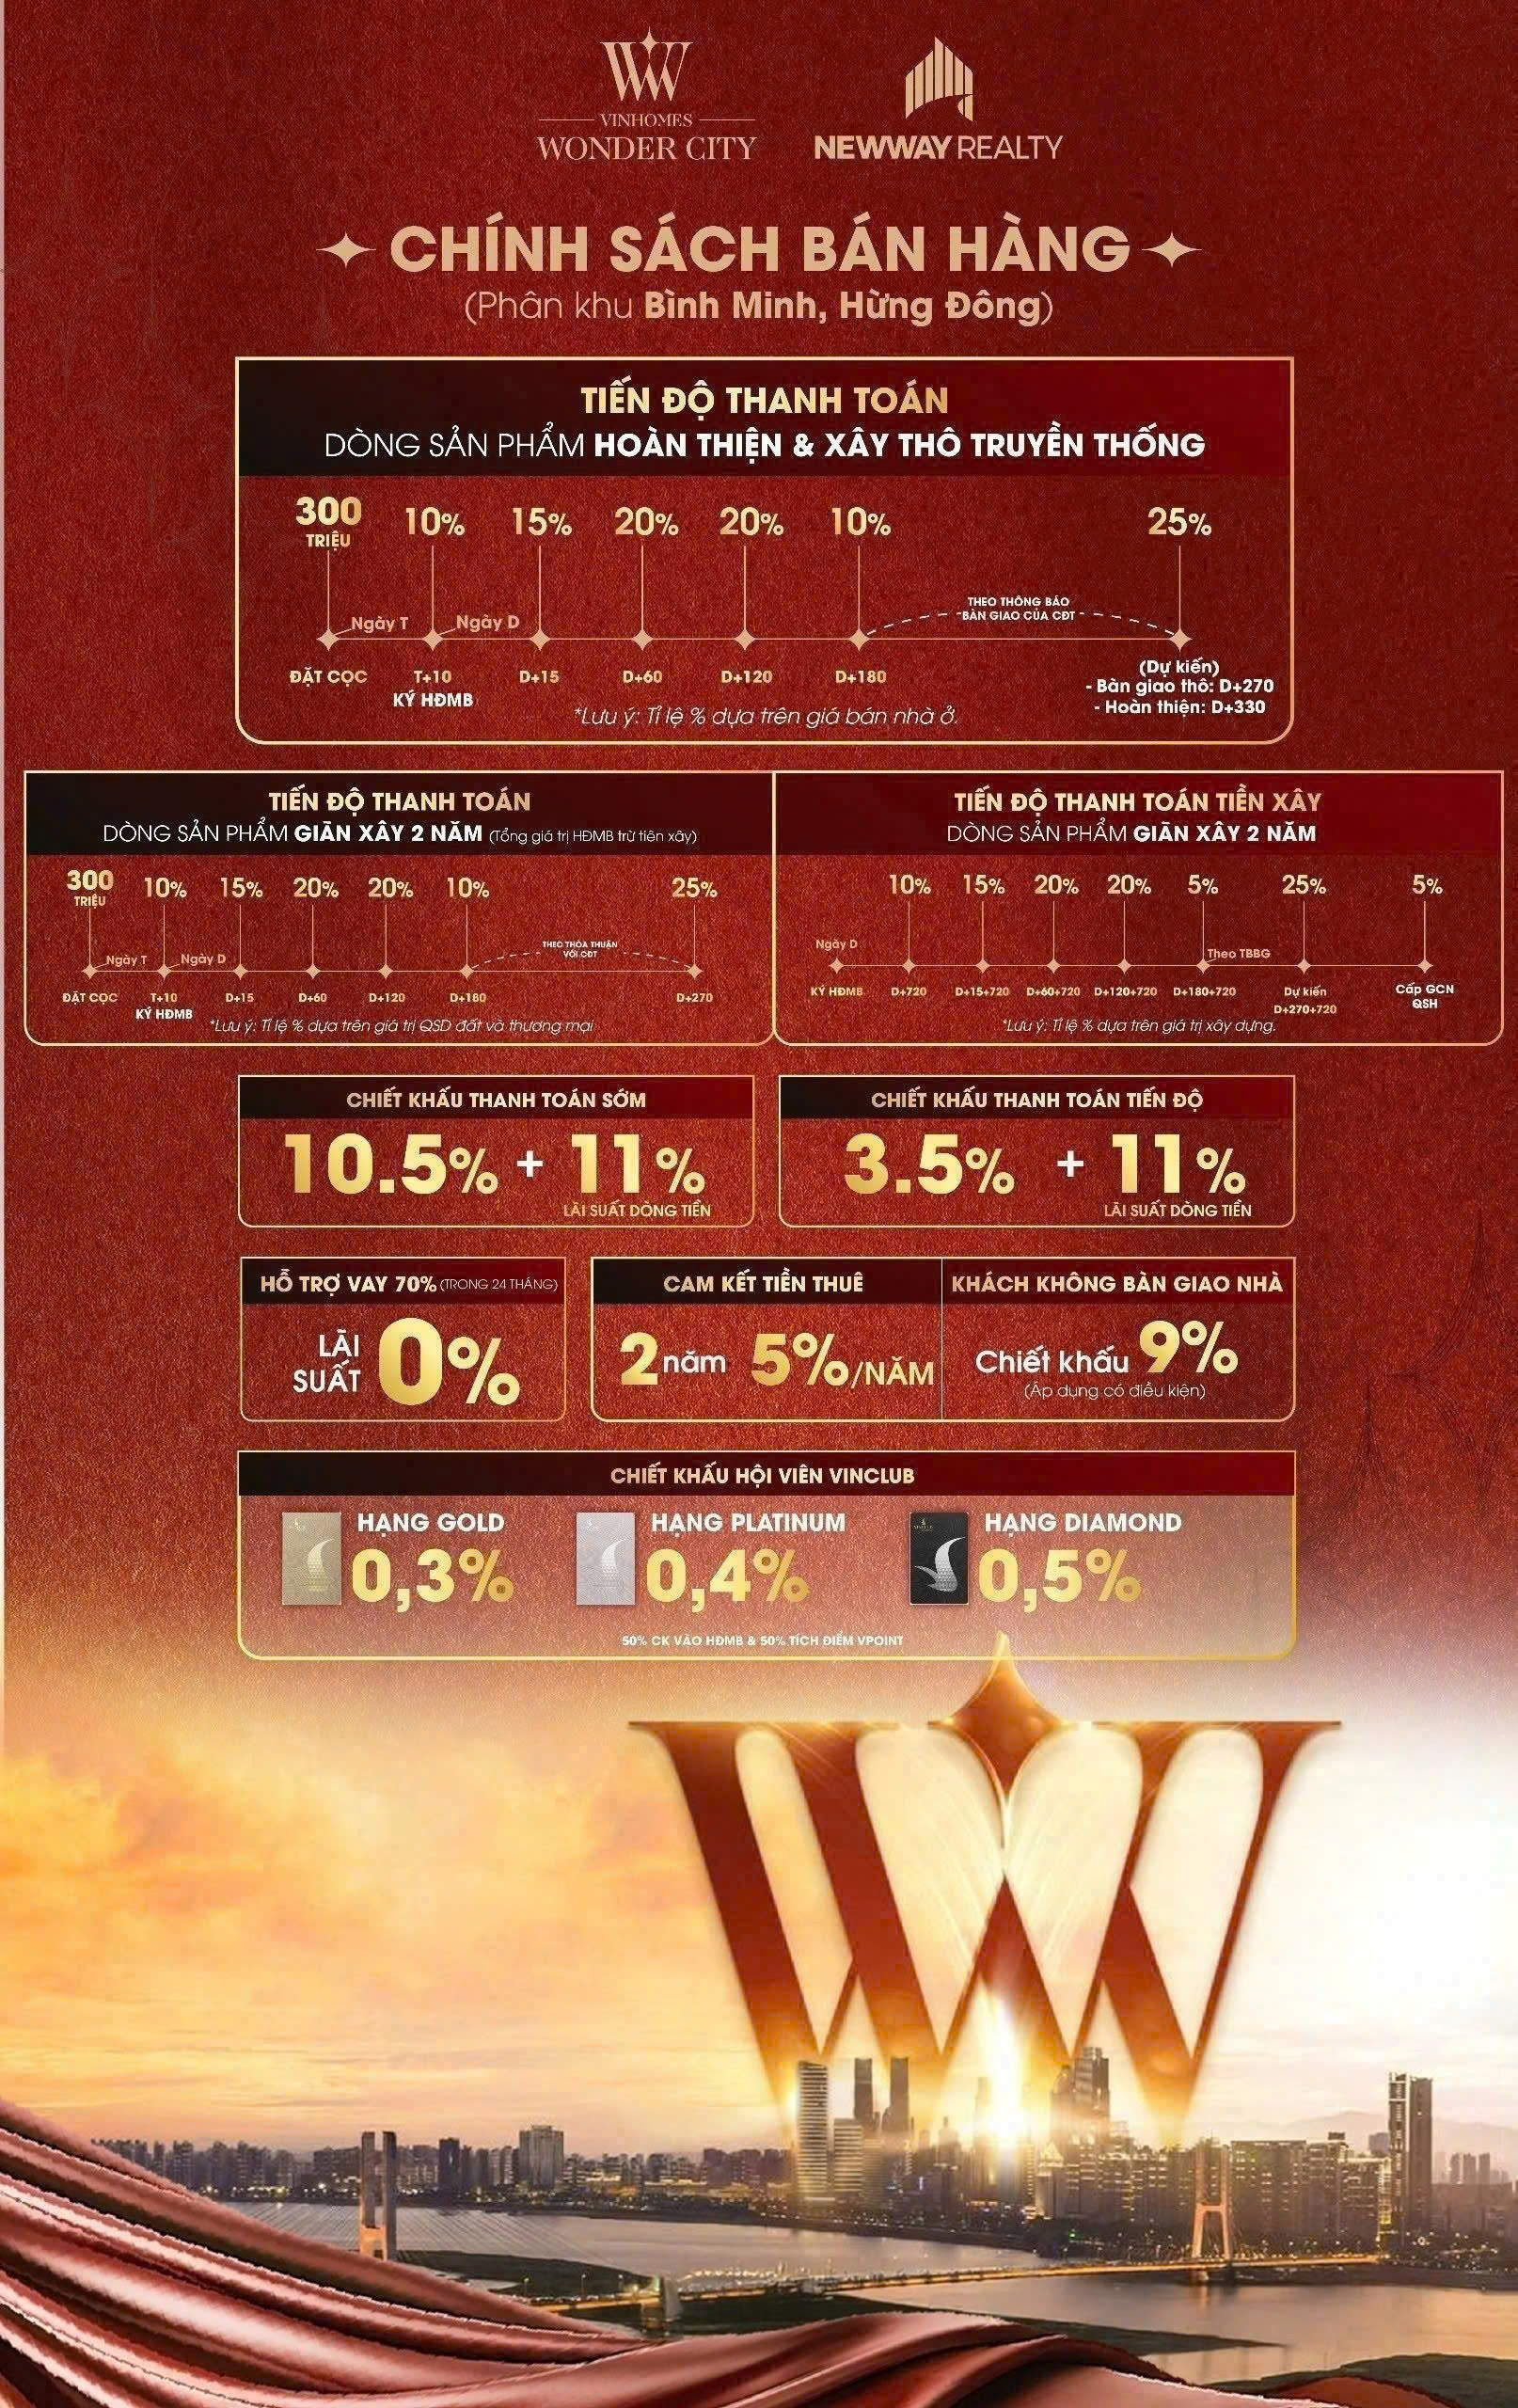 VINHOMES
WONDER CITY
NEWWAY REALTY
CHÍNH SÁCH BÁN HÀNG
(Phân khu Bình Minh, Hừng Đông)
TIẾN ĐỘ THANH TOÁN
DÒNG SẢN PHẨM HOÀN THIỆN & XÂY THÔ TRUYỀN THỐNG
300 TRIỆU 10% 15% 20% 20% 10% 25%
THEO THÔNG BÁO
BÀN GIAO CỦA CĐT
Ngày T Ngày D
ĐẶT CỌC T+10 D+15 D+60 D+120 D+180
KÝ HĐMB
(Dự kiến)
- Bàn giao thô: D+270
- Hoàn thiện: D+330
*Lưu ý: Tỉ lệ % dựa trên giá bán nhà ở.
TIẾN ĐỘ THANH TOÁN
DÒNG SẢN PHẨM GIÃN XÂY 2 NĂM (Tổng giá trị HĐMB trừ tiền xây)
300 TRIỆU 10% 15% 20% 20% 10% 25%
THEO THỎA THUẬN
VỚI CĐT
Ngày T Ngày D
ĐẶT CỌC T+10 D+15 D+60 D+120 D+180 D+270
KÝ HĐMB
*Lưu ý: Tỉ lệ % dựa trên giá trị QSD đất và thương mại
TIẾN ĐỘ THANH TOÁN TIỀN XÂY
DÒNG SẢN PHẨM GIÃN XÂY 2 NĂM
10% 15% 20% 20% 5% 25% 5%
Ngày D
Theo TBBG
KÝ HĐMB D+720 D+15+720 D+60+720 D+120+720 D+180+720 Dự kiến Cấp GCN
D+270+720 QSH
*Lưu ý: Tỉ lệ % dựa trên giá trị xây dựng.
CHIẾT KHẤU THANH TOÁN SỚM
10.5% + 11%
LÃI SUẤT DÒNG TIỀN
CHIẾT KHẤU THANH TOÁN TIẾN ĐỘ
3.5% + 11%
LÃI SUẤT DÒNG TIỀN
HỖ TRỢ VAY 70% (TRONG 24 THÁNG)
LÃI SUẤT 0%
CAM KẾT TIỀN THUÊ
2 năm 5%/NĂM
KHÁCH KHÔNG BÀN GIAO NHÀ
Chiết khấu 9%
(Áp dụng có điều kiện)
CHIẾT KHẤU HỘI VIÊN VINCLUB
HẠNG GOLD
0,3%
HẠNG PLATINUM
0,4%
HẠNG DIAMOND
0,5%
50% CK VÀO HĐMB & 50% TÍCH ĐIỂM VPOINT